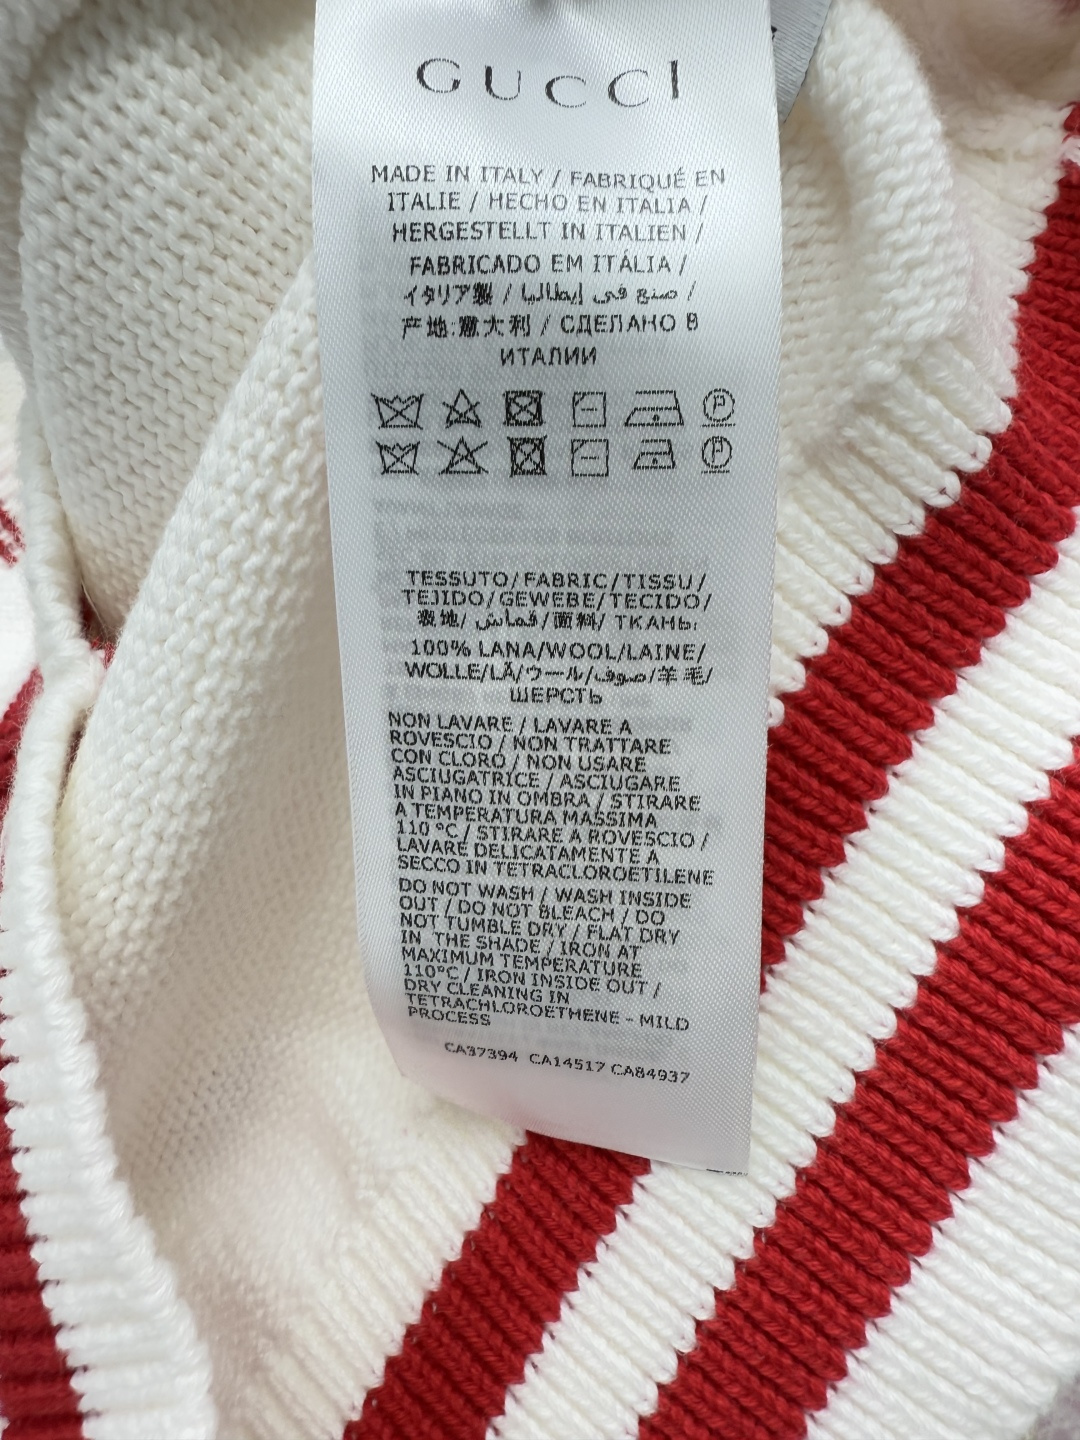 GUCCI
MADE IN ITALY / FABRIQUÉ EN
ITALIE / HECHO EN ITALIA /
HERGESTELLT IN ITALIEN /
FABRICADO EM ITÁLIA /
イタリア製 / صنع في إيطاليا /
产地:意大利 / СДЕЛАНО В
ИТАЛИИ
TESSUTO/FABRIC/TISSU/
TEJIDO/GEWEBE/TECIDO/
表地/ قماش/面料/ ТКАНЬ:
100% LANA/WOOL/LAINE/
WOLLE/LÃ/ウール/صوف/羊毛/
ШЕРСТЬ
NON LAVARE / LAVARE A
ROVESCIO / NON TRATTARE
CON CLORO / NON USARE
ASCIUGATRICE / ASCIUGARE
IN PIANO IN OMBRA / STIRARE
A TEMPERATURA MASSIMA
110 °C / STIRARE A ROVESCIO /
LAVARE DELICATAMENTE A
SECCO IN TETRACLOROETILENE
DO NOT WASH / WASH INSIDE
OUT / DO NOT BLEACH / DO
NOT TUMBLE DRY / FLAT DRY
IN THE SHADE / IRON AT
MAXIMUM TEMPERATURE
110°C / IRON INSIDE OUT /
DRY CLEANING IN
TETRACHLOROETHENE - MILD
PROCESS
CA37394 CA14517 CA84937